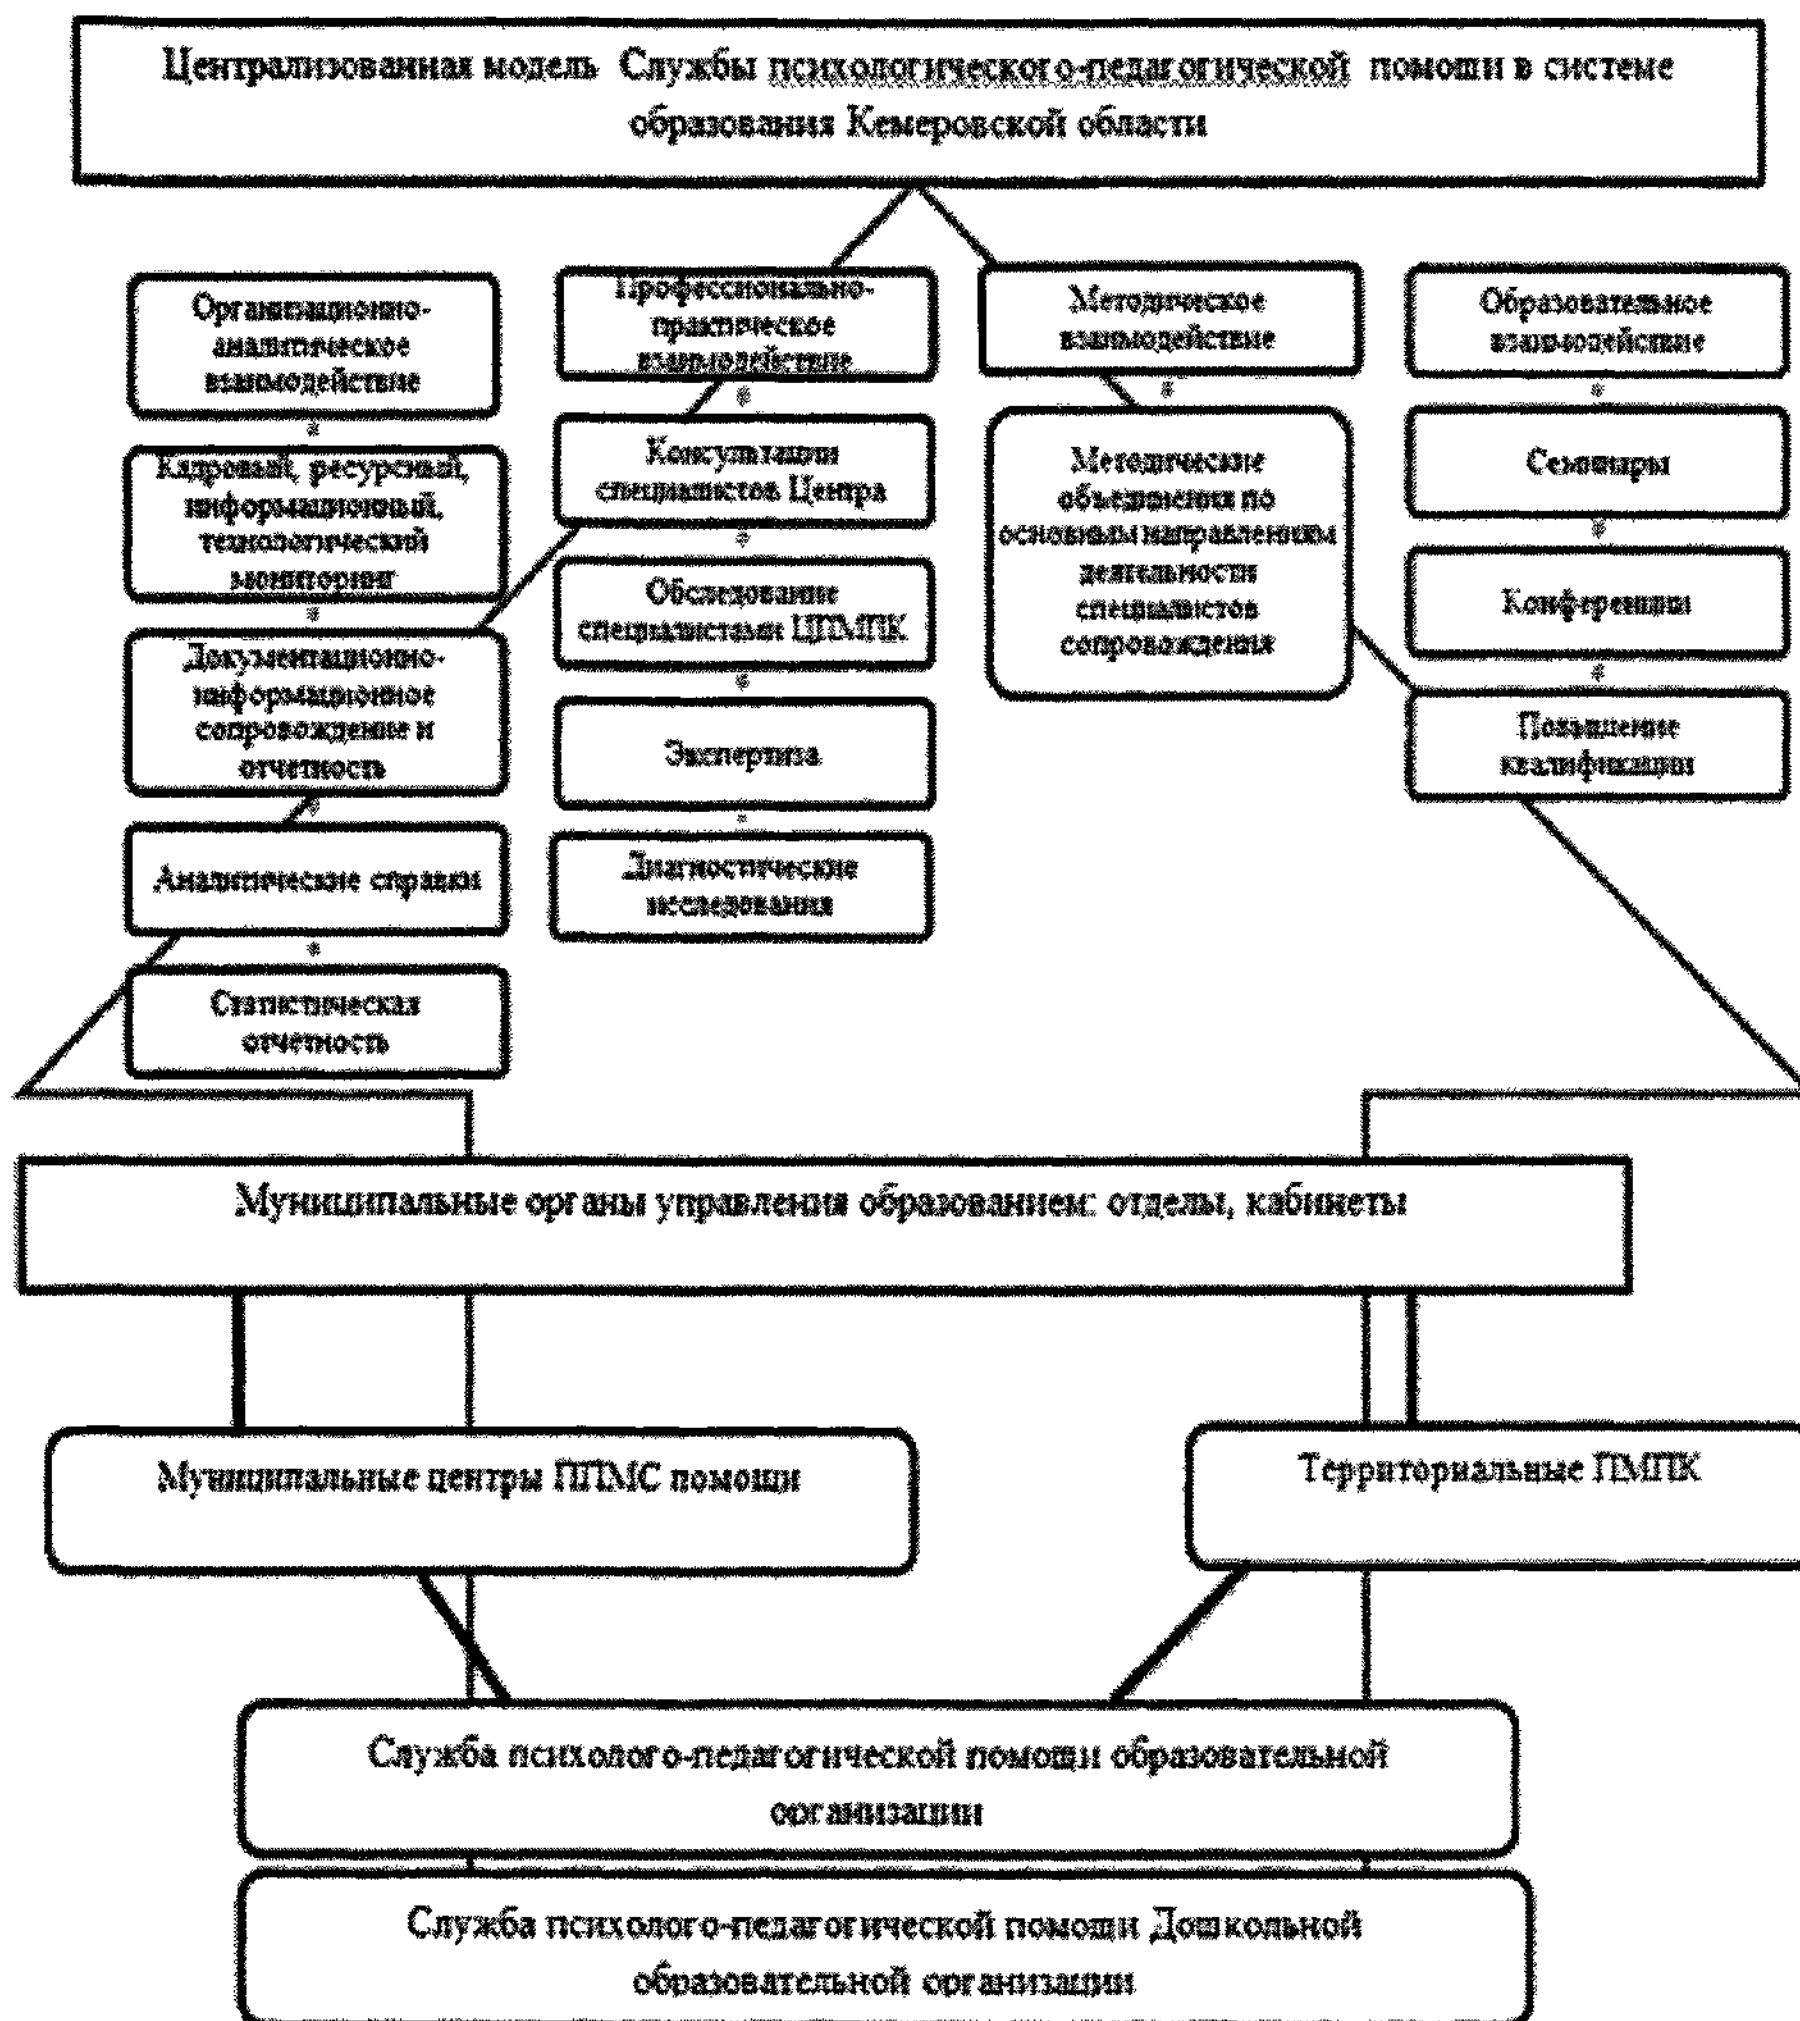 Централизованная модель Службы психологического-педагогической помощи в системе
образования Кемеровской области
Организационно-
аналитическое
взаимодействие
Кадровый, ресурсный,
информационный,
технологический
мониторинг
Документационно-
информационное
сопровождение и
отчетность
Аналитические справки
Статистическая
отчетность
Профессионально-
практическое
взаимодействие
Консультации
специалистов Центра
Обследование
специалистами ЦПМПК
Экспертиза
Диагностические
исследования
Методическое
взаимодействие
Методические
объединения по
основным направлениям
деятельности
специалистов
сопровождения
Образовательное
взаимодействие
Семинары
Конференции
Повышение
квалификации
Муниципальные органы управления образованием: отделы, кабинеты
Муниципальные центры ППМС помощи
Территориальные ПМПК
Служба психолого-педагогической помощи образовательной
организации
Служба психолого-педагогической помощи Дошкольной
образовательной организации